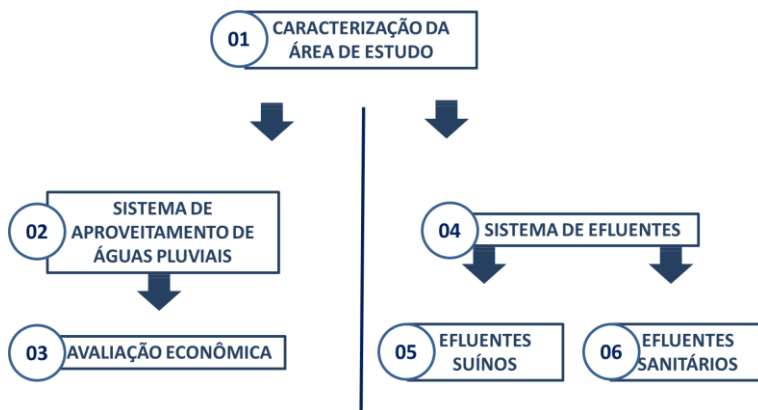 01
CARACTERIZAÇÃO DA
ÁREA DE ESTUDO
02
SISTEMA DE
APROVEITAMENTO DE
ÁGUAS PLUVIAIS
03
AVALIAÇÃO ECONÔMICA
04
SISTEMA DE EFLUENTES
05
EFLUENTES
SUÍNOS
06
EFLUENTES
SANITÁRIOS